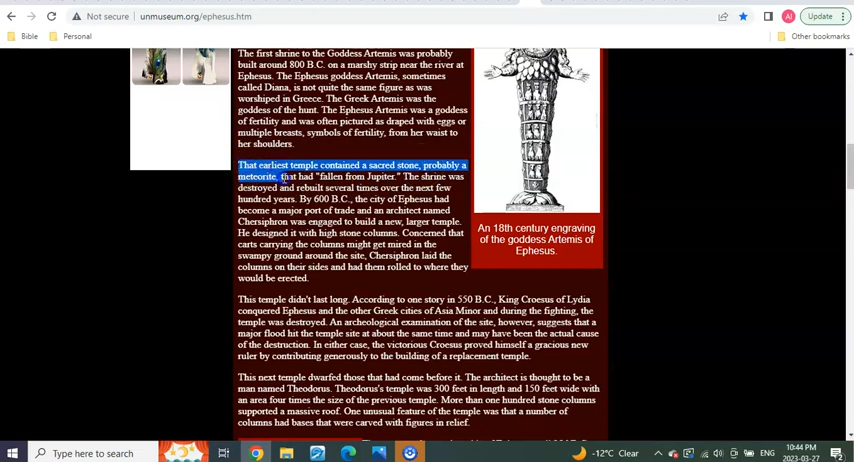 Not secure
unmuseum.org/ephesus.htm
AI
Update
Bible
Personal
Other bookmarks
The first shrine to the Goddess Artemis was probably
built around 800 B.C. on a marshy strip near the river at
Ephesus. The Ephesus goddess Artemis, sometimes
called Diana, is not quite the same figure as was
worshiped in Greece. The Greek Artemis was the
goddess of the hunt. The Ephesus Artemis was a goddess
of fertility and was often pictured as draped with eggs or
multiple breasts, symbols of fertility, from her waist to
her shoulders.
That earliest temple contained a sacred stone, probably a
meteorite, that had "fallen from Jupiter." The shrine was
destroyed and rebuilt several times over the next few
hundred years. By 600 B.C., the city of Ephesus had
become a major port of trade and an architect named
Chersiphron was engaged to build a new, larger temple.
He designed it with high stone columns. Concerned that
carts carrying the columns might get mired in the
swampy ground around the site, Chersiphron laid the
columns on their sides and had them rolled to where they
would be erected.
An 18th century engraving
of the goddess Artemis of
Ephesus.
This temple didn't last long. According to one story in 550 B.C., King Croesus of Lydia
conquered Ephesus and the other Greek cities of Asia Minor and during the fighting, the
temple was destroyed. An archeological examination of the site, however, suggests that a
major flood hit the temple site at about the same time and may have been the actual cause
of the destruction. In either case, the victorious Croesus proved himself a gracious new
ruler by contributing generously to the building of a replacement temple.
This next temple dwarfed those that had come before it. The architect is thought to be a
man named Theodorus. Theodorus's temple was 300 feet in length and 150 feet wide with
an area four times the size of the previous temple. More than one hundred stone columns
supported a massive roof. One unusual feature of the temple was that a number of
columns had bases that were carved with figures in relief.
Type here to search
-12°C Clear
ENG
10:44 PM
2023-03-27
2